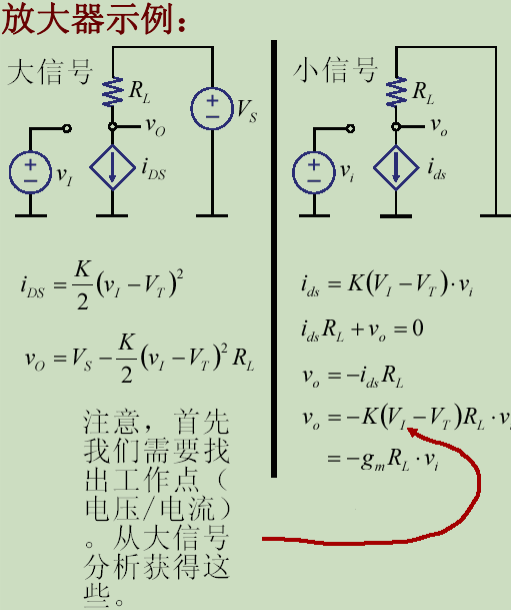 放大器示例：
大信号
R_L
v_O
V_S
v_I
i_DS
i_DS = K/2 (v_I − V_T)²
v_O = V_S − K/2 (v_I − V_T)² R_L
注意，首先
我们需要找
出工作点（
电压/电流）
。从大信号
分析获得这
些。
小信号
R_L
v_o
v_i
i_ds
i_ds = K(V_I − V_T)·v_i
i_ds R_L + v_o = 0
v_o = −i_ds R_L
v_o = −K(V_I − V_T)R_L · v
= −g_m R_L · v_i